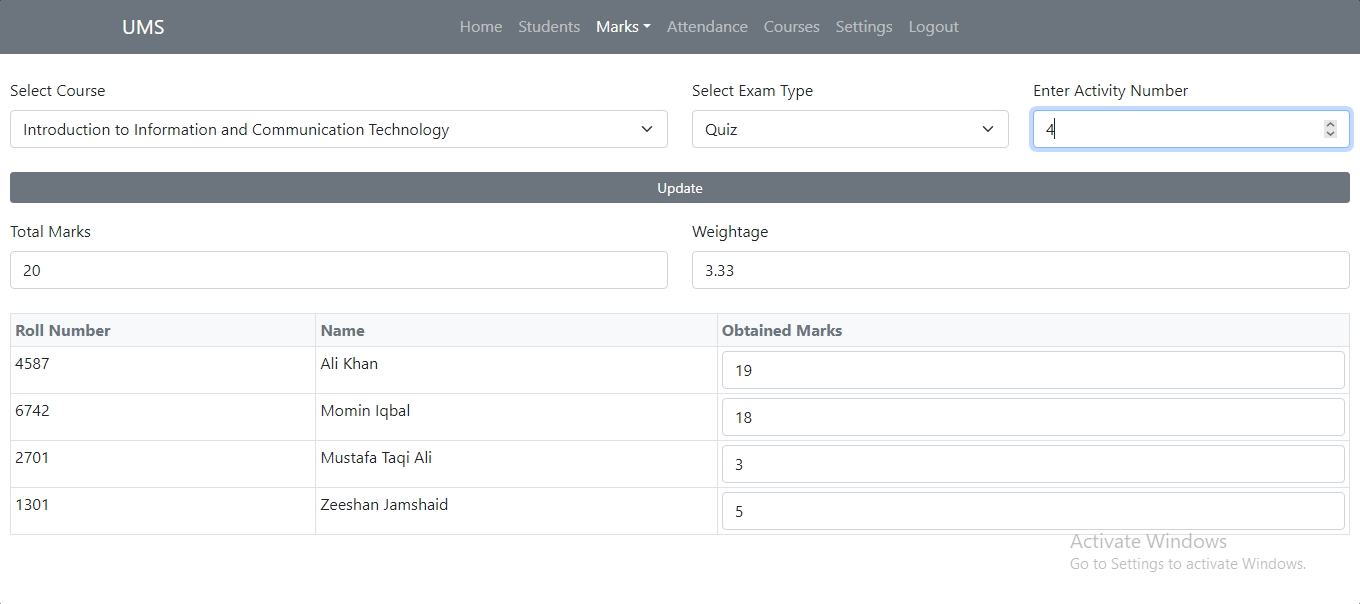 UMS Home Students Marks Attendance Courses Settings Logout
Select Course Select Exam Type Enter Activity Number
Introduction to Information and Communication Technology Quiz 4
Update
Total Marks Weightage
20 3.33
Roll Number Name Obtained Marks
4587 Ali Khan 19
6742 Momin Iqbal 18
2701 Mustafa Taqi Ali 3
1301 Zeeshan Jamshaid 5
Activate Windows
Go to Settings to activate Windows.